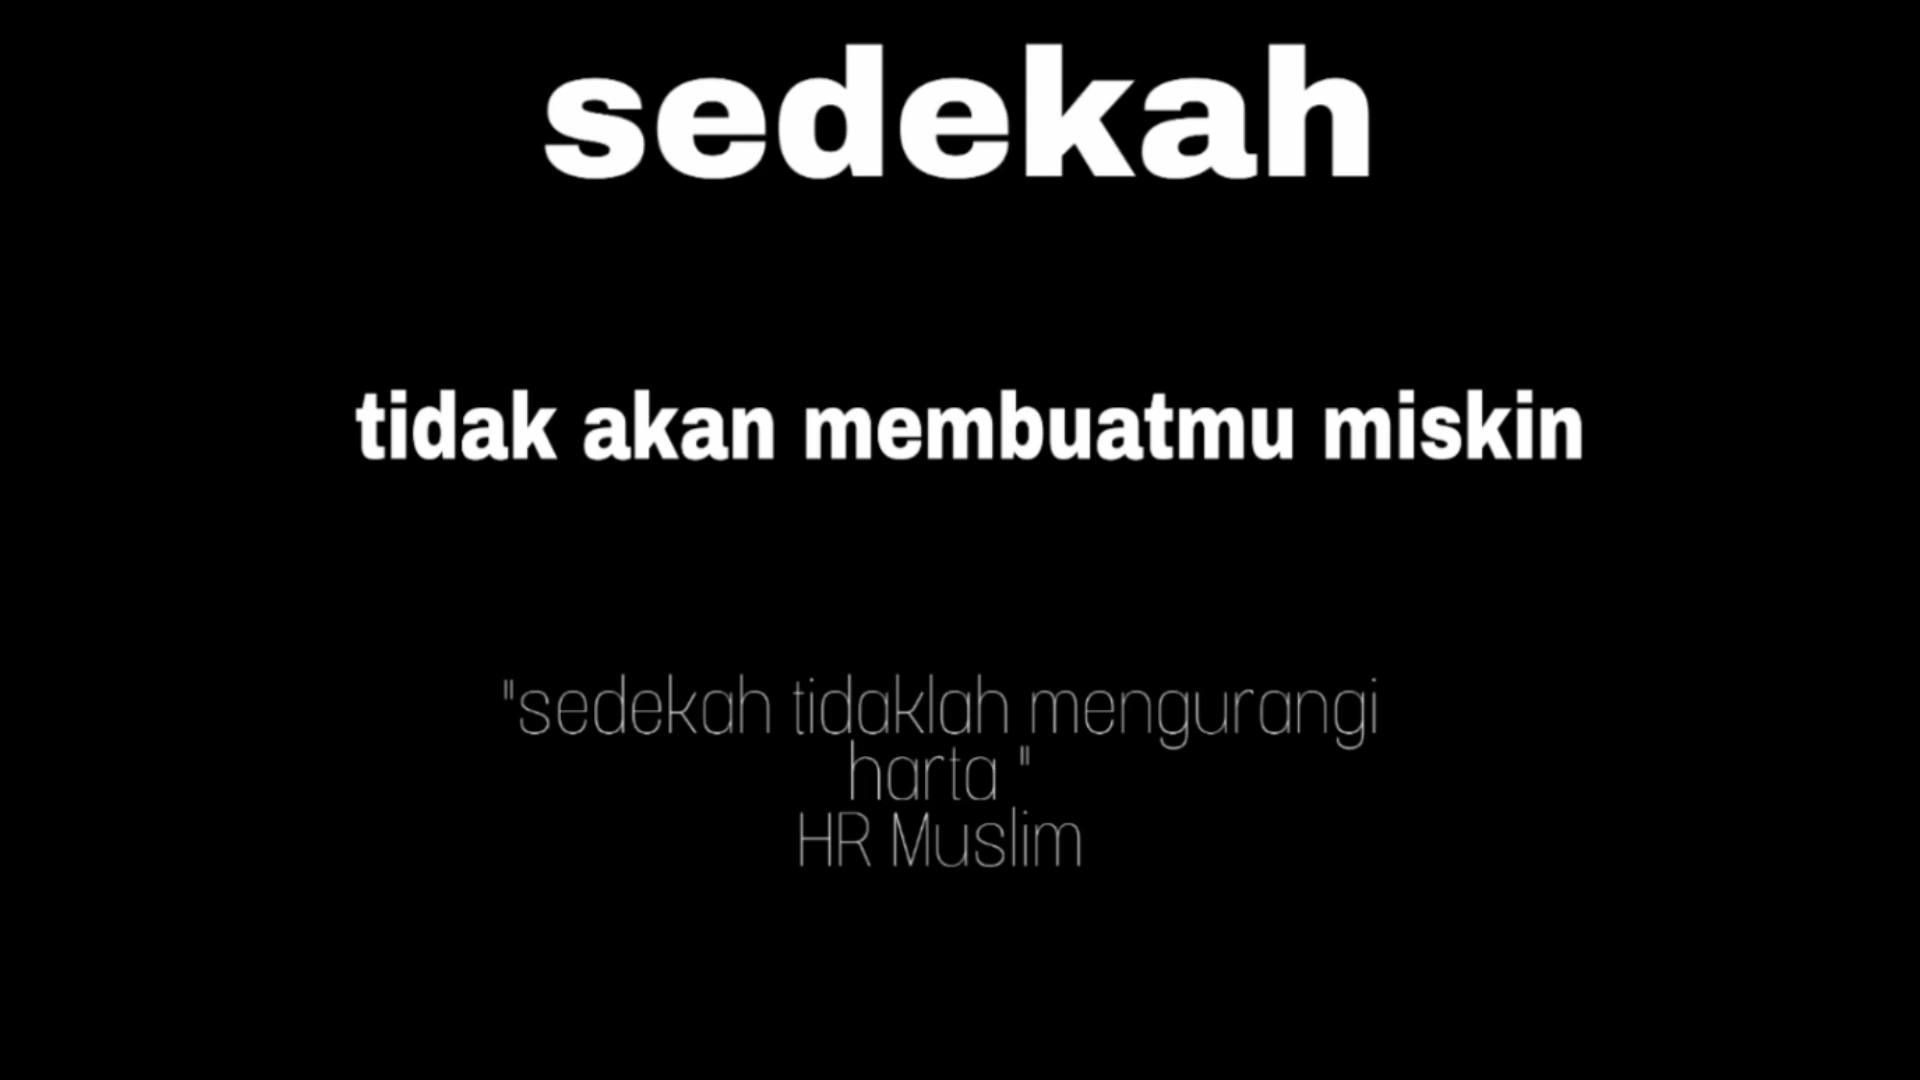 sedekah
tidak akan membuatmu miskin
"sedekah tidaklah mengurangi
harta "
HR Muslim